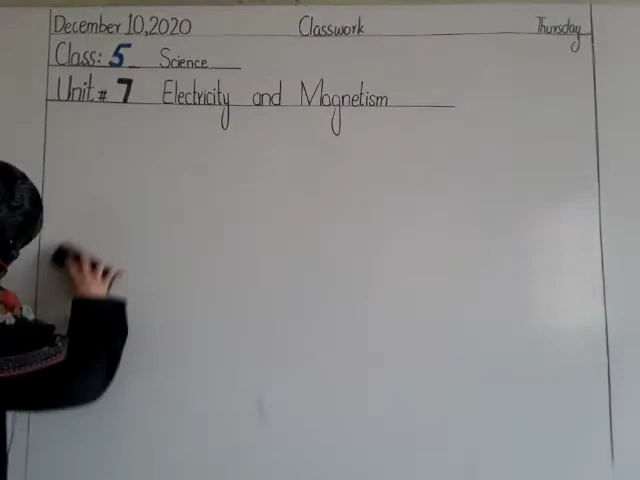 December 10,2020 Classwork Thursday
Class: 5 Science
Unit # 7 Electricity and Magnetism